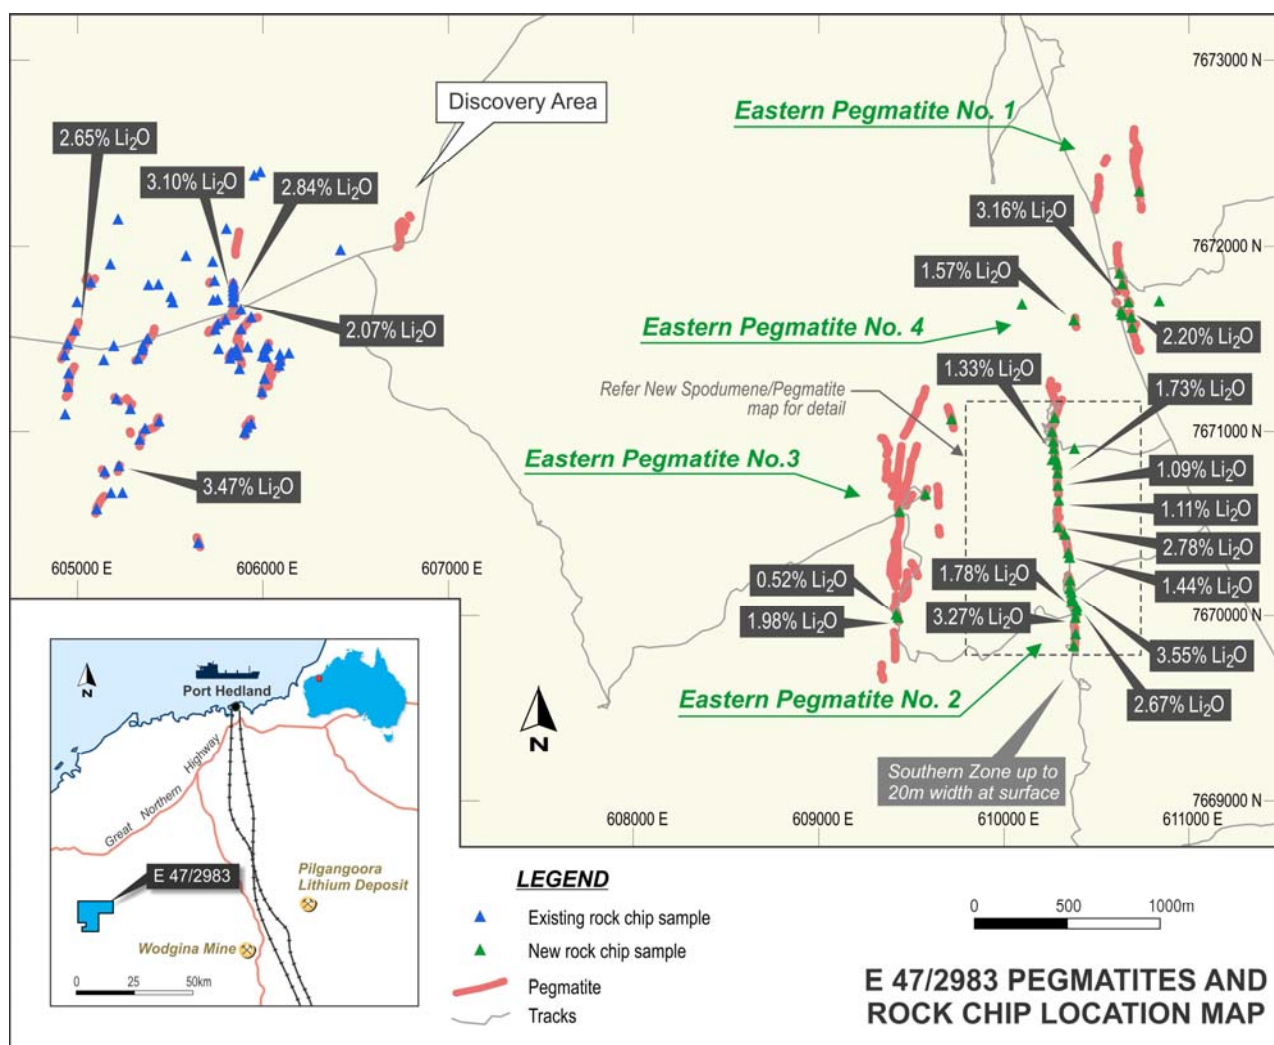 7673000 N
Discovery Area
Eastern Pegmatite No. 1
2.65% Li₂O
3.10% Li₂O
2.84% Li₂O
3.16% Li₂O
7672000 N
1.57% Li₂O
Eastern Pegmatite No. 4
2.07% Li₂O
2.20% Li₂O
1.33% Li₂O
Refer New Spodumene/Pegmatite
map for detail
1.73% Li₂O
7671000 N
Eastern Pegmatite No.3
1.09% Li₂O
3.47% Li₂O
1.11% Li₂O
2.78% Li₂O
605000 E
606000 E
607000 E
0.52% Li₂O
1.78% Li₂O
1.44% Li₂O
7670000 N
1.98% Li₂O
3.27% Li₂O
3.55% Li₂O
Eastern Pegmatite No. 2
2.67% Li₂O
Southern Zone up to
20m width at surface
7669000 N
608000 E
609000 E
610000 E
611000 E
N
N
Port Hedland
Great Northern Highway
E 47/2983
Pilgangoora
Lithium Deposit
Wodgina Mine
0 25 50km
LEGEND
Existing rock chip sample
New rock chip sample
Pegmatite
Tracks
0 500 1000m
E 47/2983 PEGMATITES AND
ROCK CHIP LOCATION MAP